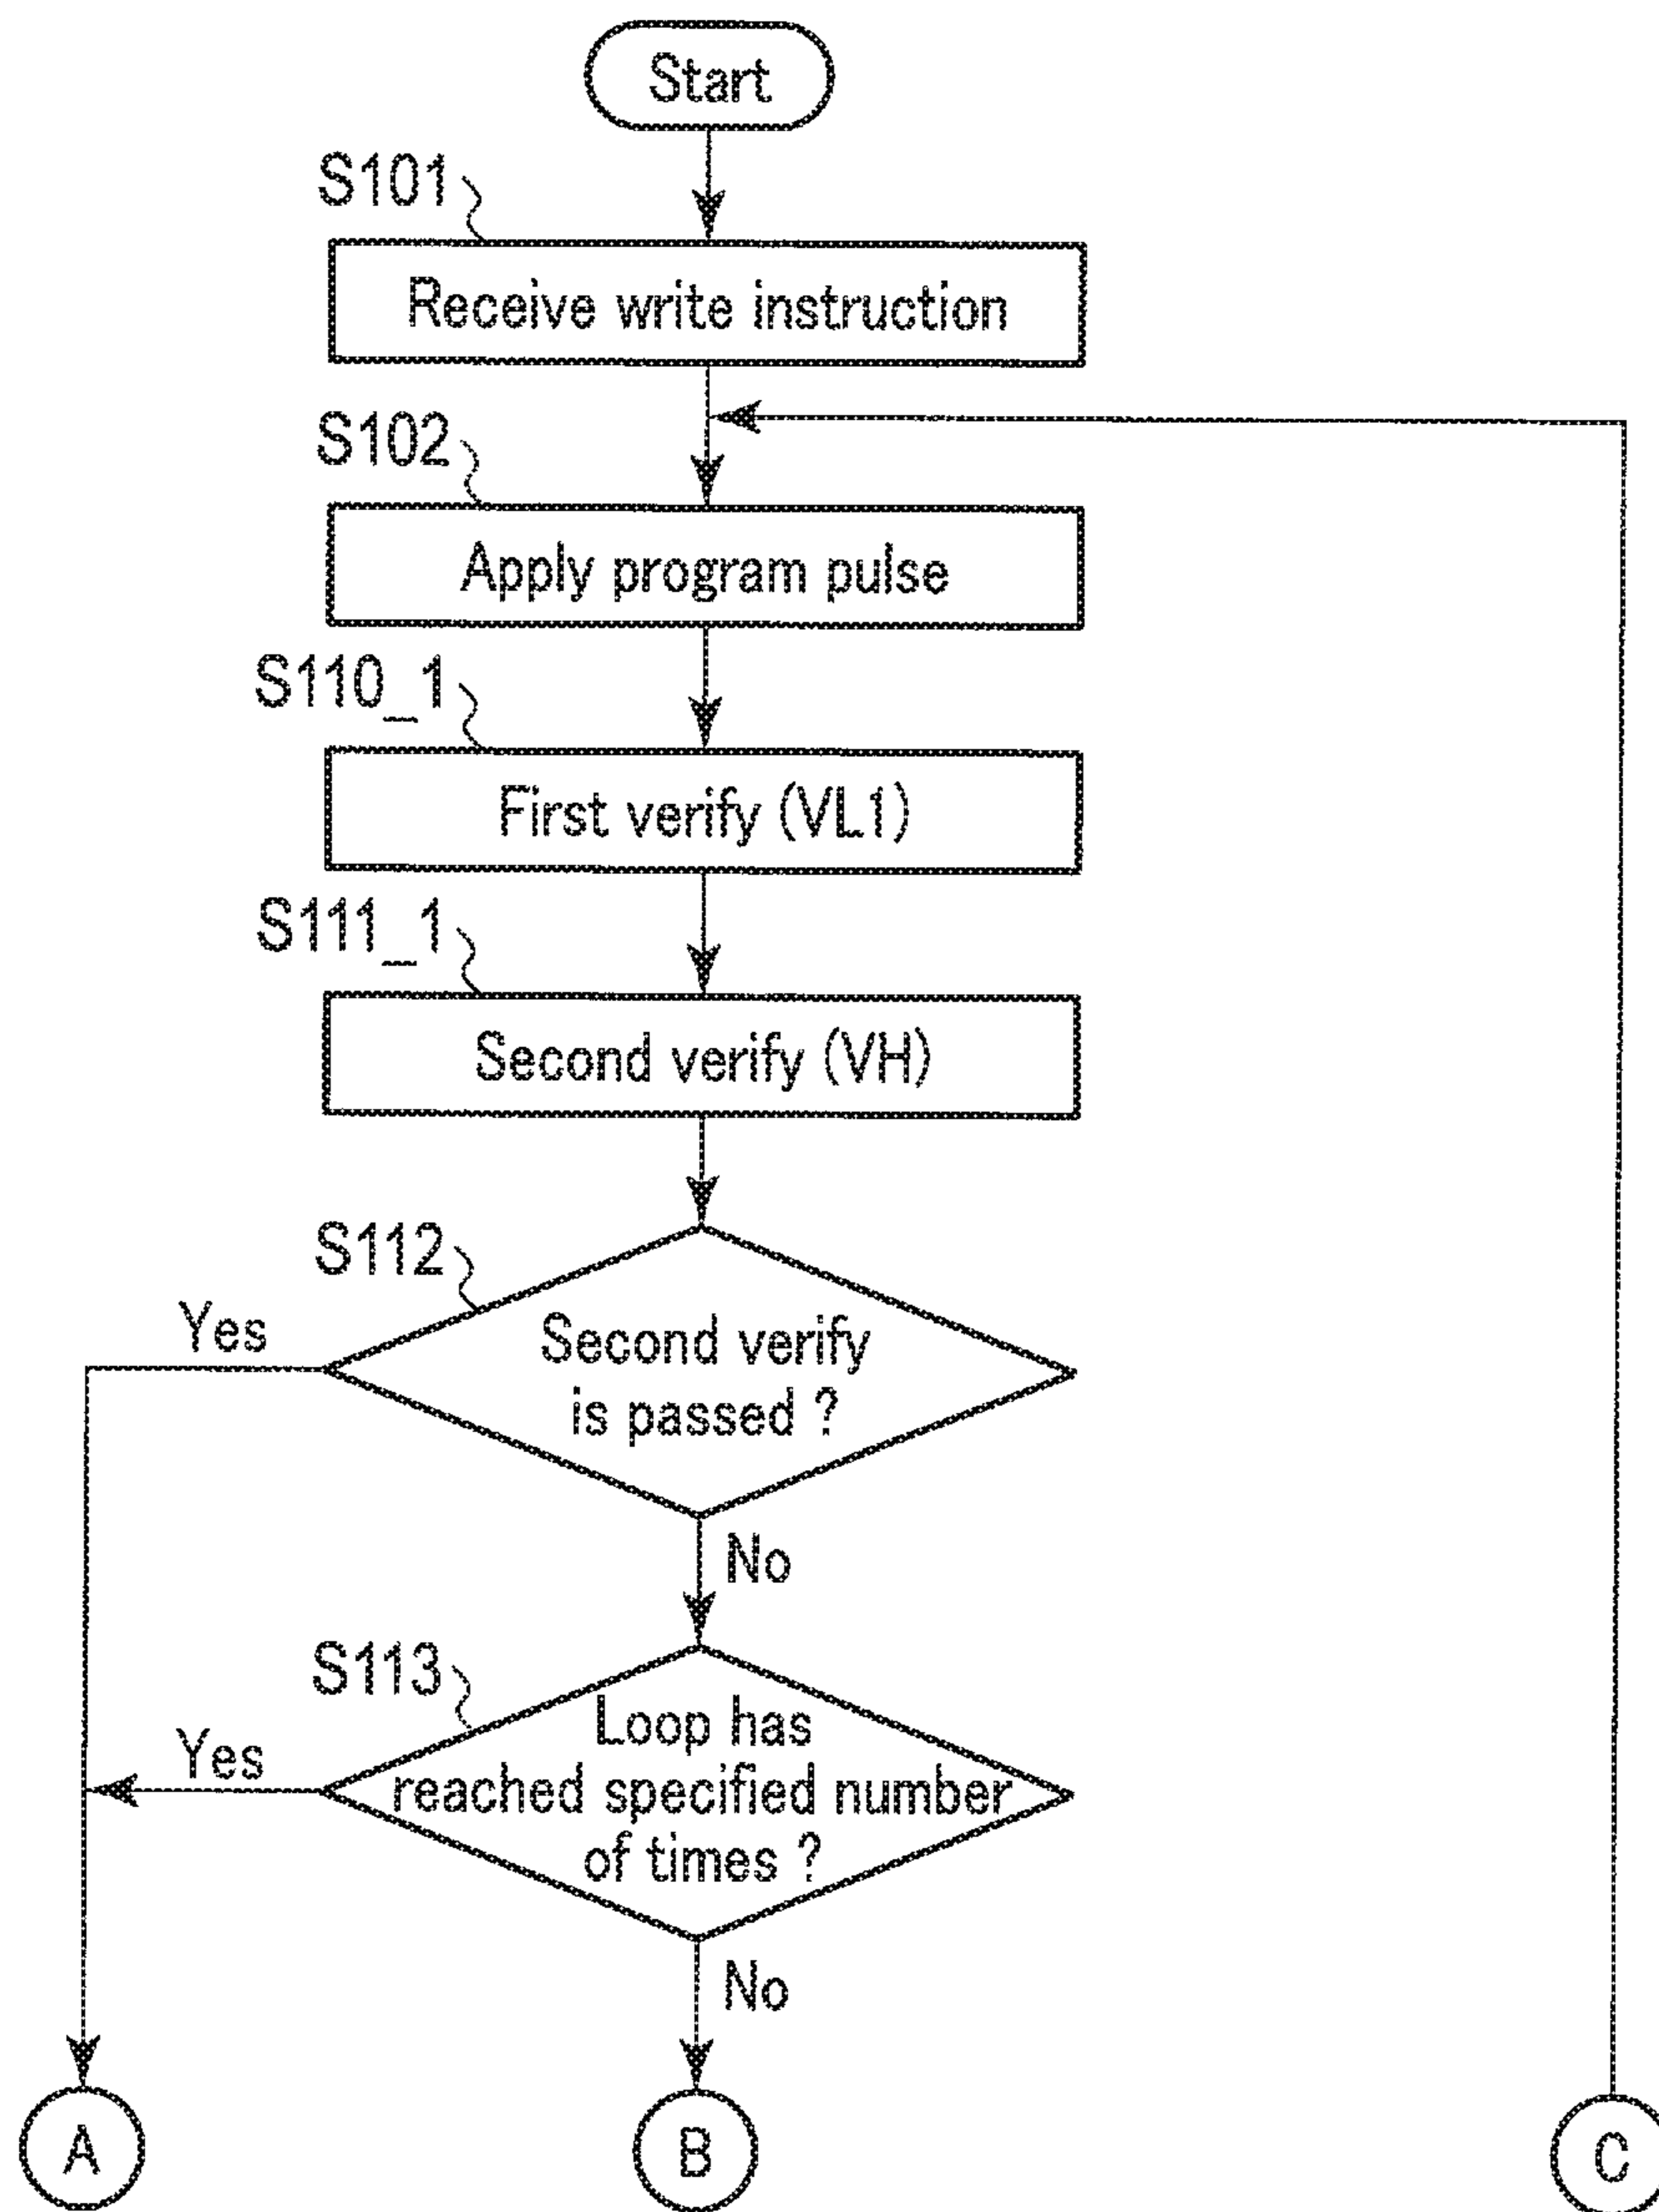 Start
S101
Receive write instruction
S102
Apply program pulse
S110_1
First verify (VL1)
S111_1
Second verify (VH)
S112
Yes
Second verify
is passed ?
No
S113
Yes
Loop has
reached specified number
of times ?
No
A
B
C